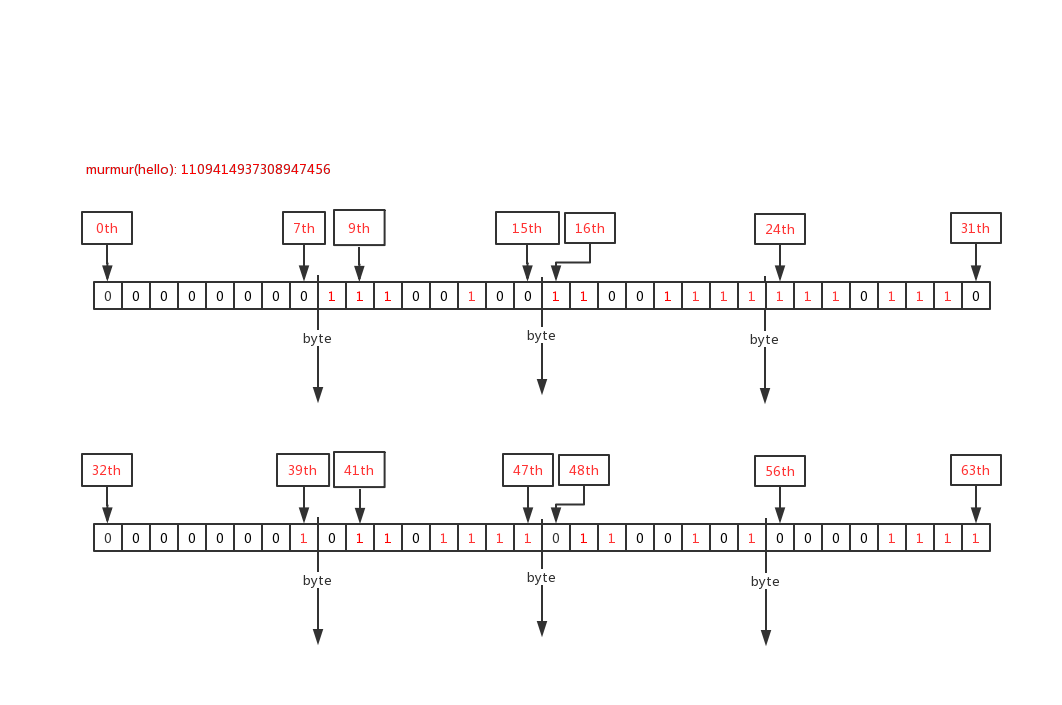 murmur(hello): 1109414937308947456
0th 7th 9th 15th 16th 24th 31th
0 0 0 0 0 0 0 0 1 1 1 0 0 1 0 0 1 1 0 0 1 1 1 1 1 1 1 0 1 1 1 0
byte byte byte
32th 39th 41th 47th 48th 56th 63th
0 0 0 0 0 0 0 1 0 1 1 0 1 1 1 1 0 1 1 0 0 1 0 1 0 0 0 0 1 1 1 1
byte byte byte